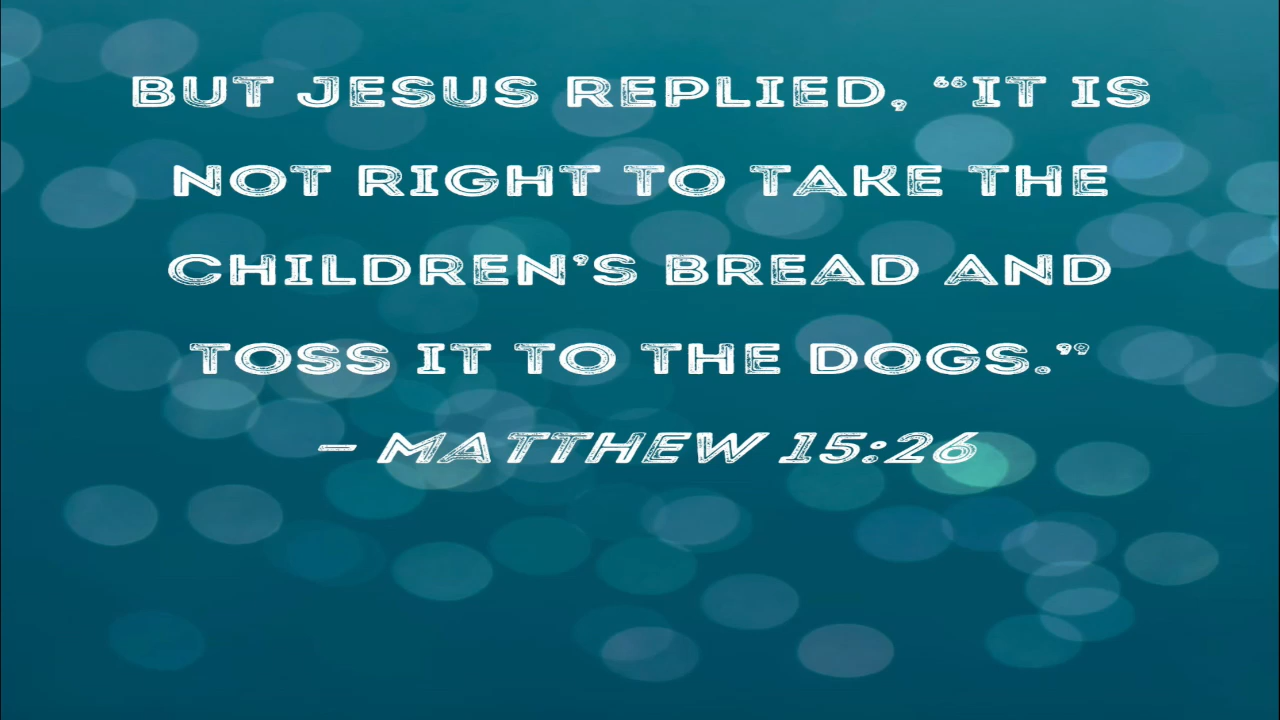 BUT JESUS REPLIED, “IT IS
NOT RIGHT TO TAKE THE
CHILDREN’S BREAD AND
TOSS IT TO THE DOGS.”
– MATTHEW 15:26